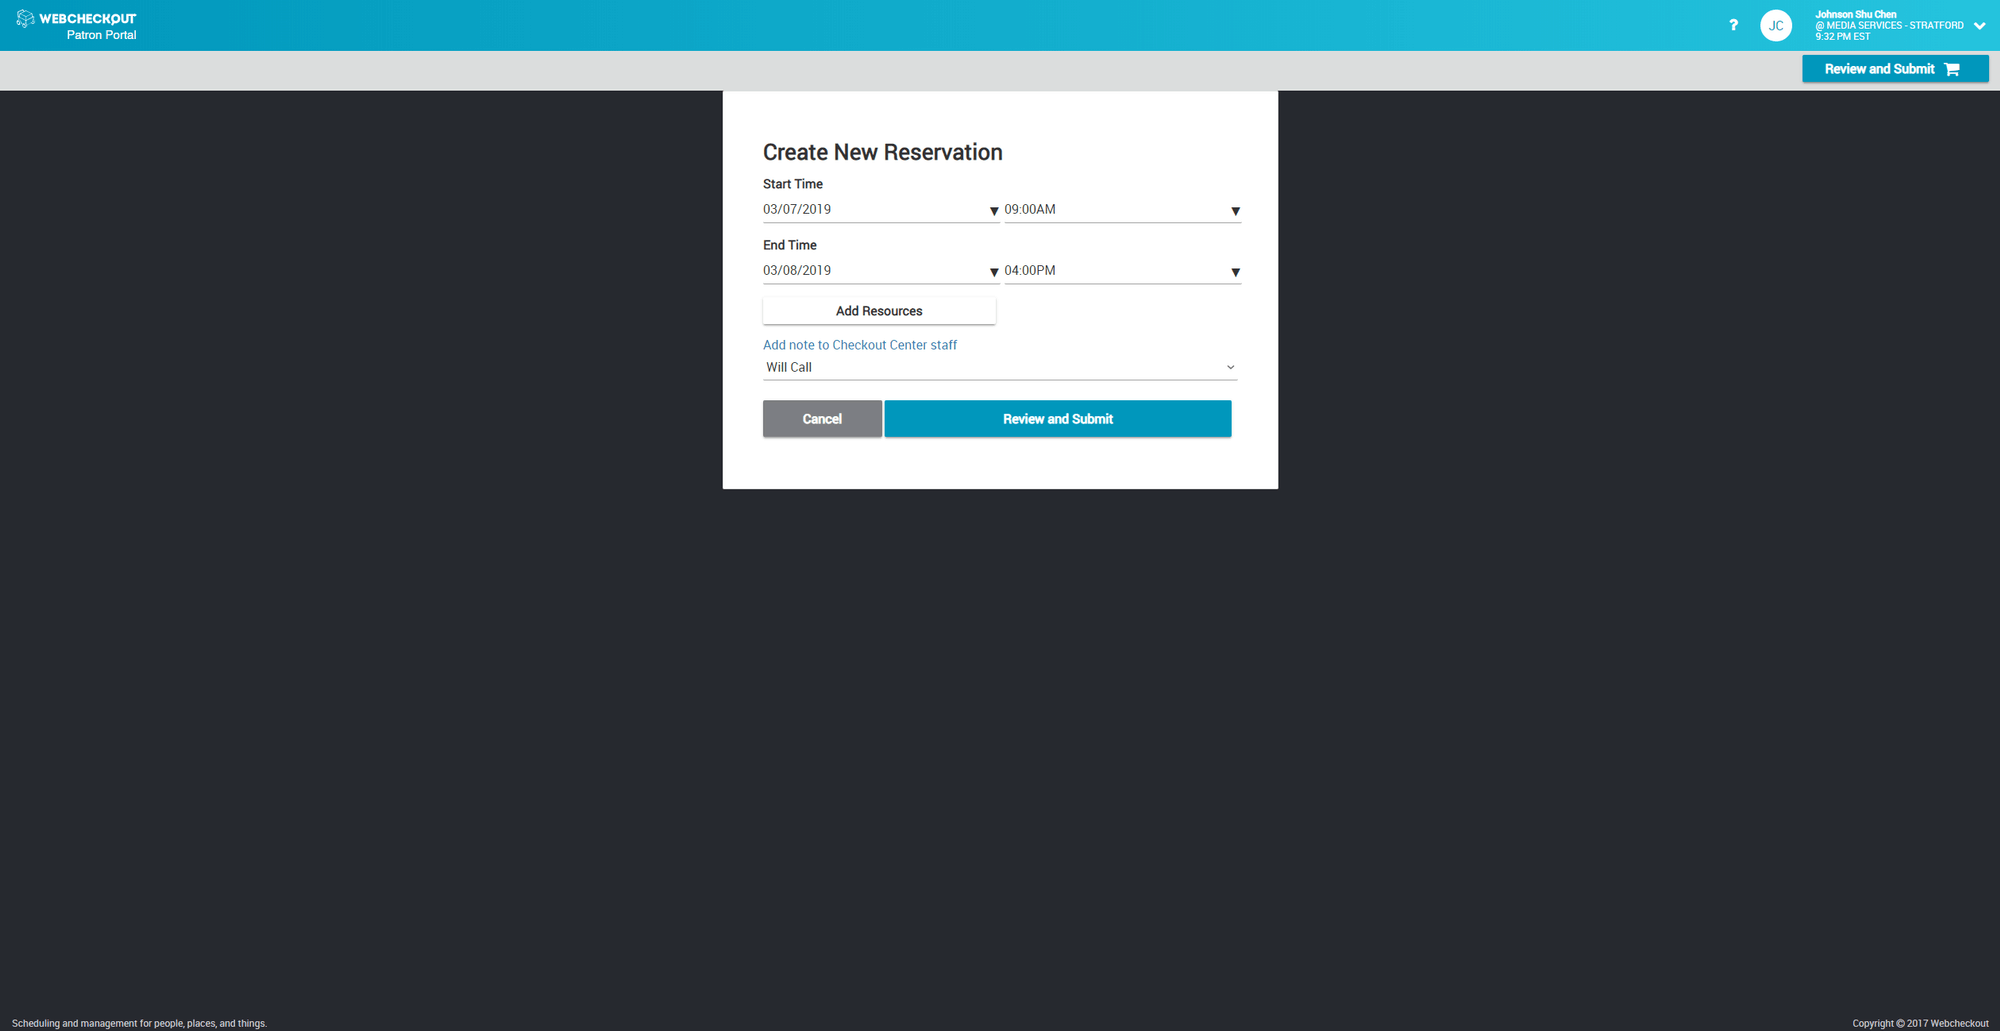 WEBCHECKOUT
Patron Portal
?
JC
Johnson Shu Chen
@ MEDIA SERVICES - STRATFORD
9:32 PM EST
Review and Submit
Create New Reservation
Start Time
03/07/2019 09:00AM
End Time
03/08/2019 04:00PM
Add Resources
Add note to Checkout Center staff
Will Call
Cancel Review and Submit
Scheduling and management for people, places, and things.
Copyright © 2017 Webcheckout